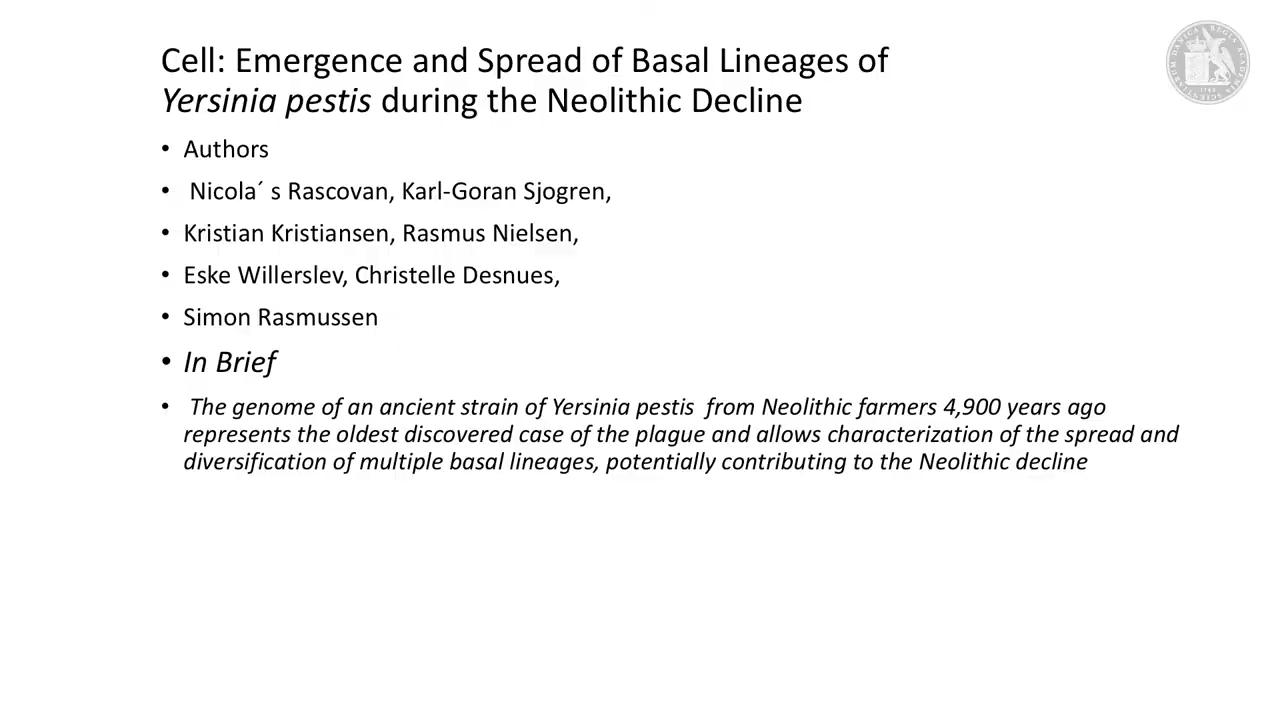 Cell: Emergence and Spread of Basal Lineages of
Yersinia pestis during the Neolithic Decline
• Authors
• Nicola´ s Rascovan, Karl-Goran Sjogren,
• Kristian Kristiansen, Rasmus Nielsen,
• Eske Willerslev, Christelle Desnues,
• Simon Rasmussen
• In Brief
• The genome of an ancient strain of Yersinia pestis from Neolithic farmers 4,900 years ago
represents the oldest discovered case of the plague and allows characterization of the spread and
diversification of multiple basal lineages, potentially contributing to the Neolithic decline